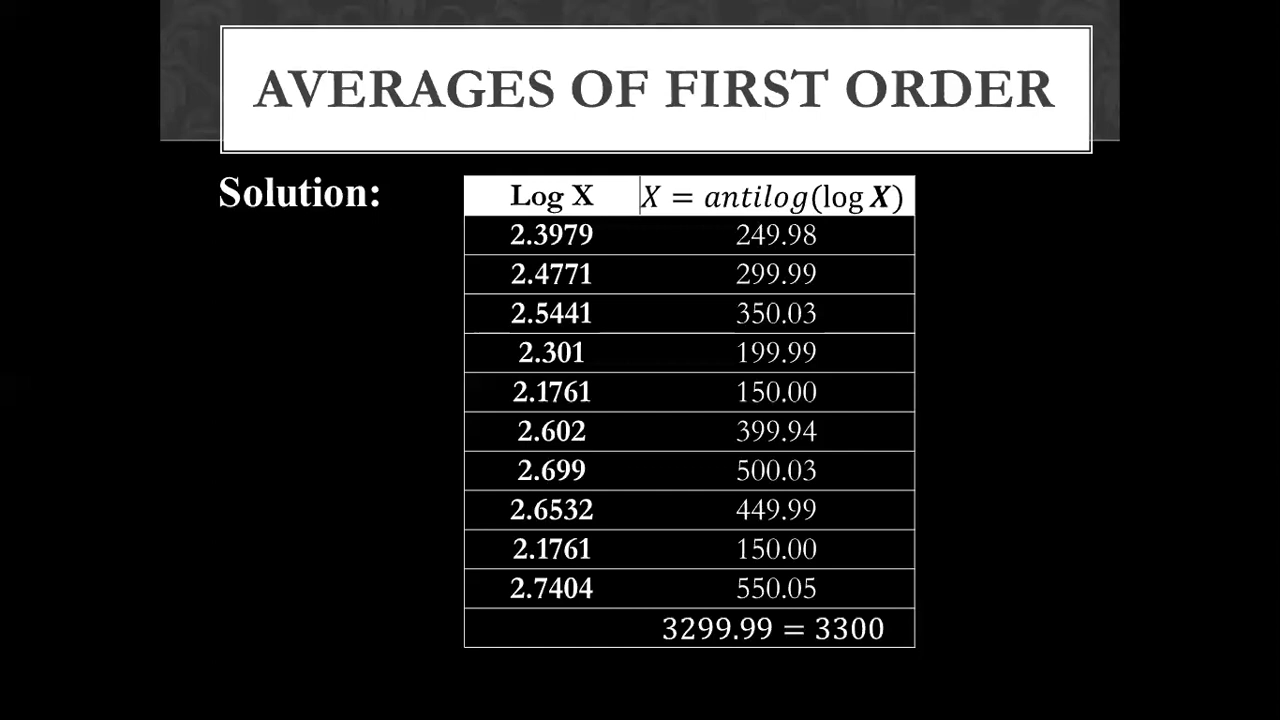 AVERAGES OF FIRST ORDER
Solution:
Log X X = antilog(log X)
2.3979 249.98
2.4771 299.99
2.5441 350.03
2.301 199.99
2.1761 150.00
2.602 399.94
2.699 500.03
2.6532 449.99
2.1761 150.00
2.7404 550.05
3299.99 = 3300